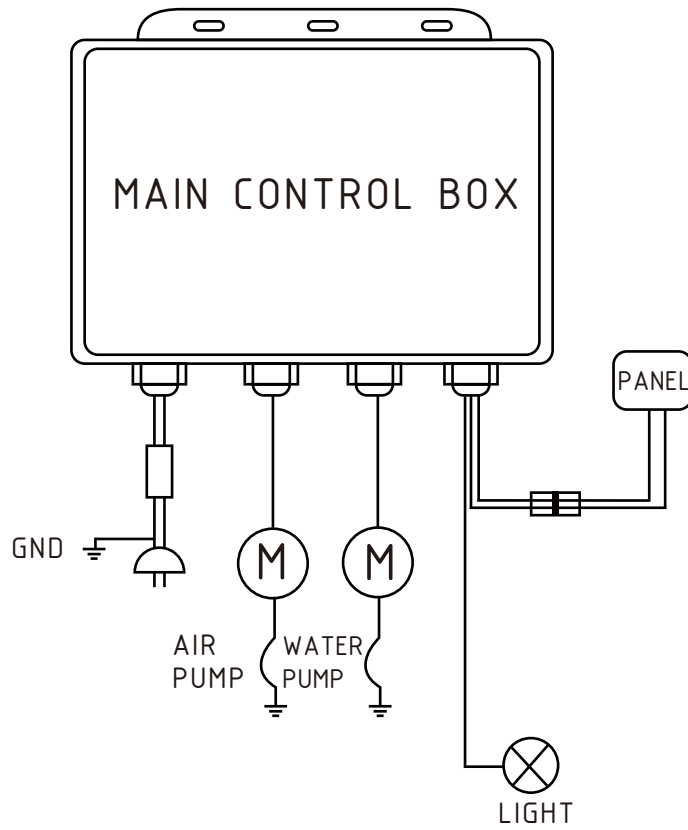 MAIN CONTROL BOX
PANEL
GND
M
M
AIR
PUMP
WATER
PUMP
LIGHT